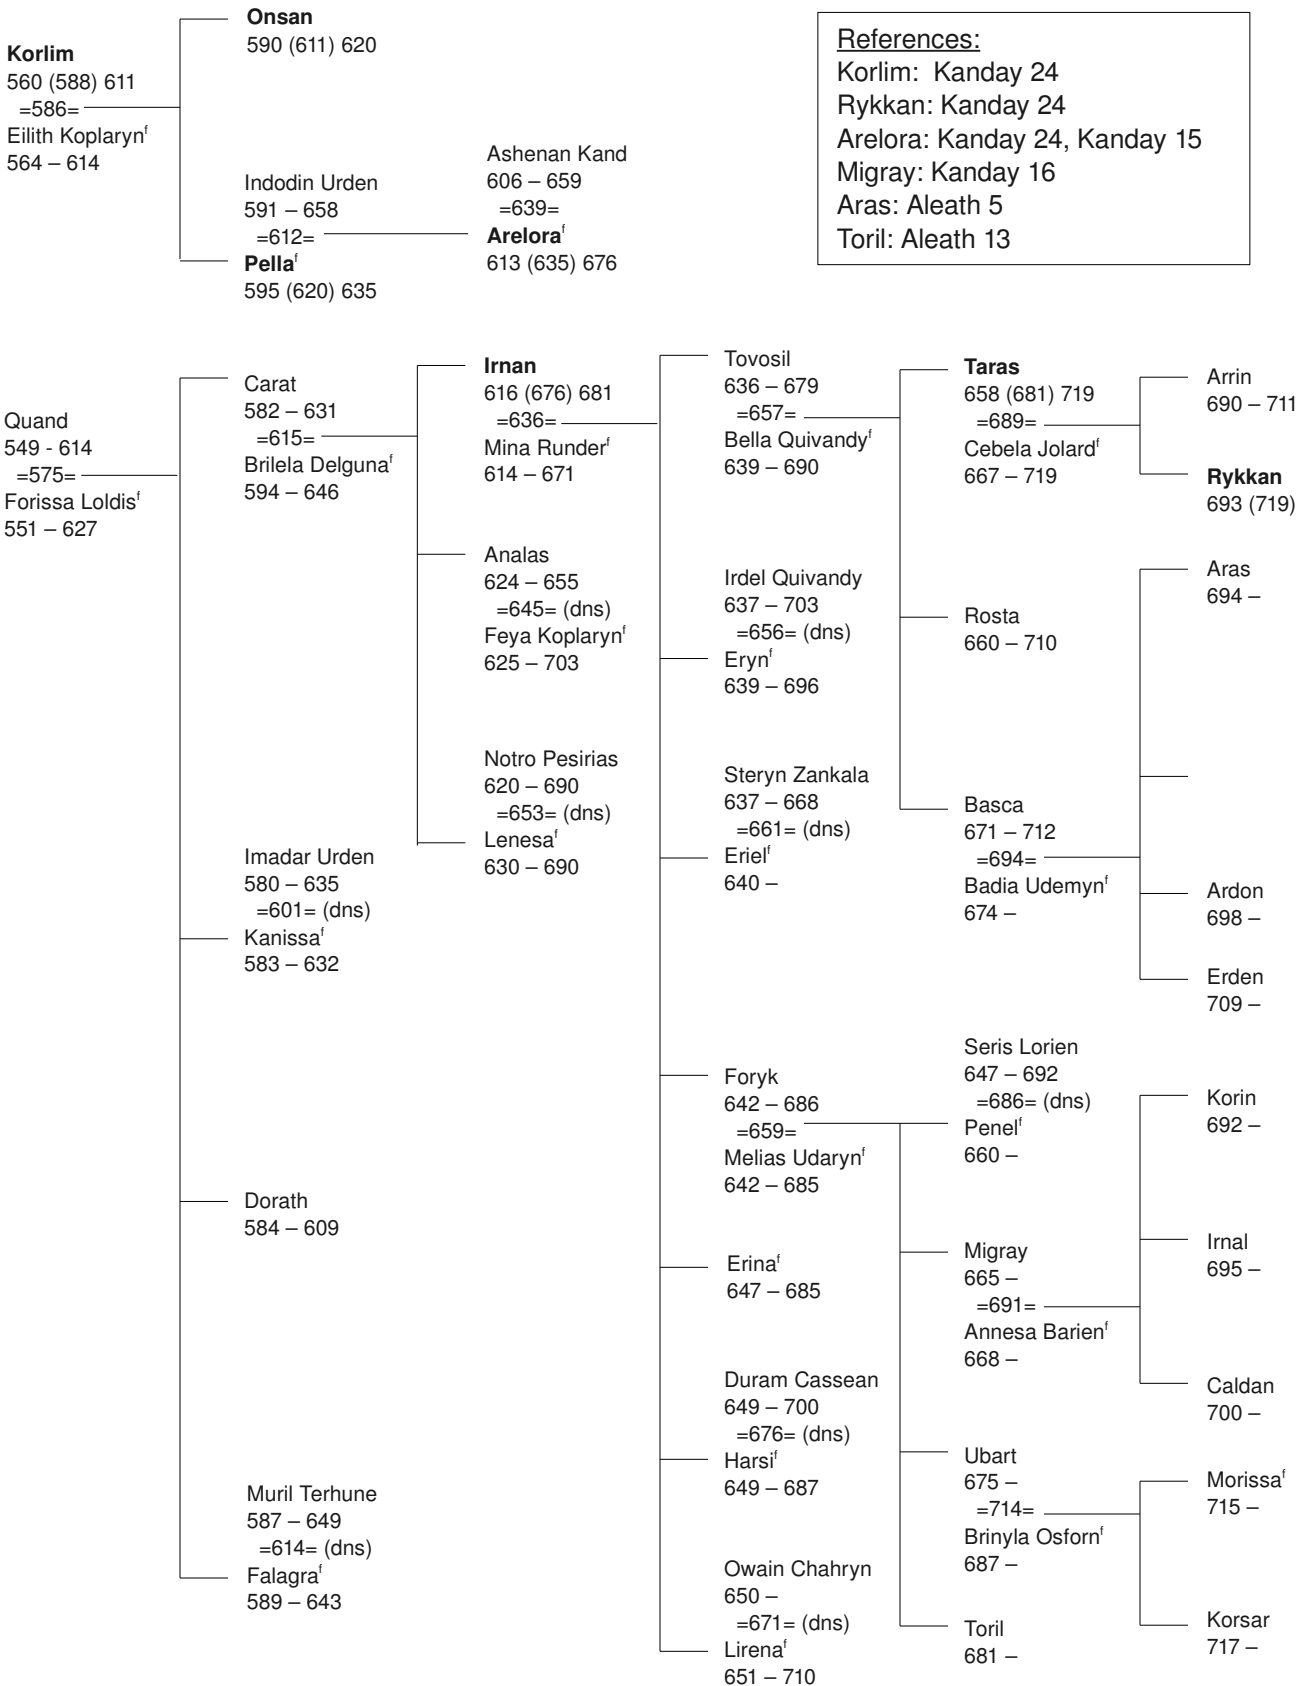 Korlim
560 (588) 611
=586=
Eilith Koplarynᶠ
564 – 614
Onsan
590 (611) 620
Indodin Urden
591 – 658
=612=
Pellaᶠ
595 (620) 635
Ashenan Kand
606 – 659
=639=
Areloraᶠ
613 (635) 676
References:
Korlim: Kanday 24
Rykkan: Kanday 24
Arelora: Kanday 24, Kanday 15
Migray: Kanday 16
Aras: Aleath 5
Toril: Aleath 13
Quand
549 - 614
=575=
Forissa Loldisᶠ
551 – 627
Carat
582 – 631
=615=
Brilela Delgunaᶠ
594 – 646
Imadar Urden
580 – 635
=601= (dns)
Kanissaᶠ
583 – 632
Dorath
584 – 609
Muril Terhune
587 – 649
=614= (dns)
Falagraᶠ
589 – 643
Irnan
616 (676) 681
=636=
Mina Runderᶠ
614 – 671
Analas
624 – 655
=645= (dns)
Feya Koplarynᶠ
625 – 703
Notro Pesirias
620 – 690
=653= (dns)
Lenesaᶠ
630 – 690
Tovosil
636 – 679
=657=
Bella Quivandyᶠ
639 – 690
Irdel Quivandy
637 – 703
=656= (dns)
Erynᶠ
639 – 696
Steryn Zankala
637 – 668
=661= (dns)
Erielᶠ
640 –
Foryk
642 – 686
=659=
Melias Udarynᶠ
642 – 685
Erinaᶠ
647 – 685
Duram Cassean
649 – 700
=676= (dns)
Harsiᶠ
649 – 687
Owain Chahryn
650 –
=671= (dns)
Lirenaᶠ
651 – 710
Taras
658 (681) 719
=689=
Cebela Jolardᶠ
667 – 719
Rosta
660 – 710
Basca
671 – 712
=694=
Badia Udemynᶠ
674 –
Seris Lorien
647 – 692
=686= (dns)
Penelᶠ
660 –
Migray
665 –
=691=
Annesa Barienᶠ
668 –
Ubart
675 –
=714=
Brinyla Osfornᶠ
687 –
Toril
681 –
Arrin
690 – 711
Rykkan
693 (719)
Aras
694 –
Ardon
698 –
Erden
709 –
Korin
692 –
Irnal
695 –
Caldan
700 –
Morissaᶠ
715 –
Korsar
717 –